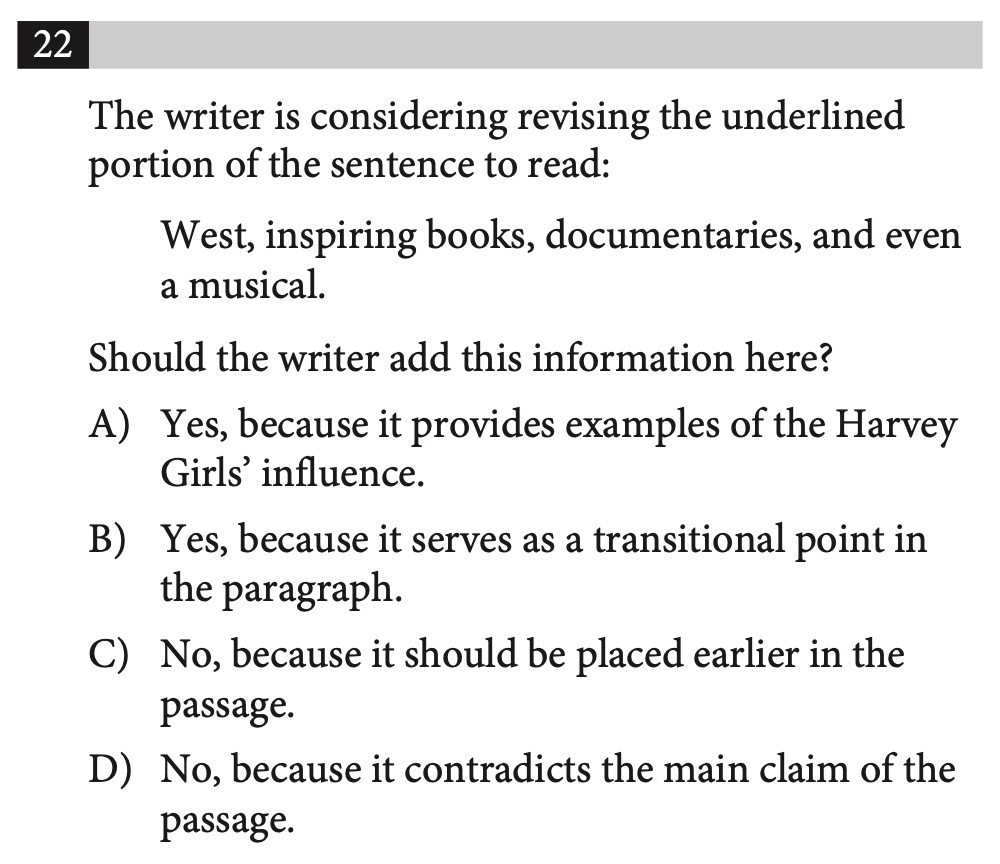 22
The writer is considering revising the underlined
portion of the sentence to read:
West, inspiring books, documentaries, and even
a musical.
Should the writer add this information here?
A) Yes, because it provides examples of the Harvey
Girls’ influence.
B) Yes, because it serves as a transitional point in
the paragraph.
C) No, because it should be placed earlier in the
passage.
D) No, because it contradicts the main claim of the
passage.